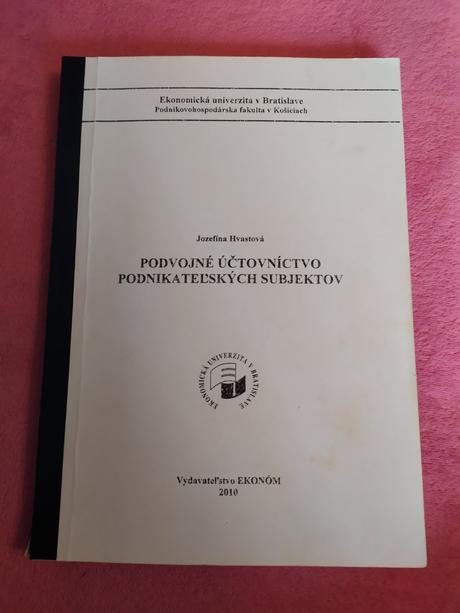 Ekonomická univerzita v Bratislave
Podnikovohospodárska fakulta v Košiciach
Jozefína Hvastová
PODVOJNÉ ÚČTOVNÍCTVO
PODNIKATEĽSKÝCH SUBJEKTOV
EKONOMICKÁ UNIVERZITA V BRATISLAVE
Vydavateľstvo EKONÓM
2010